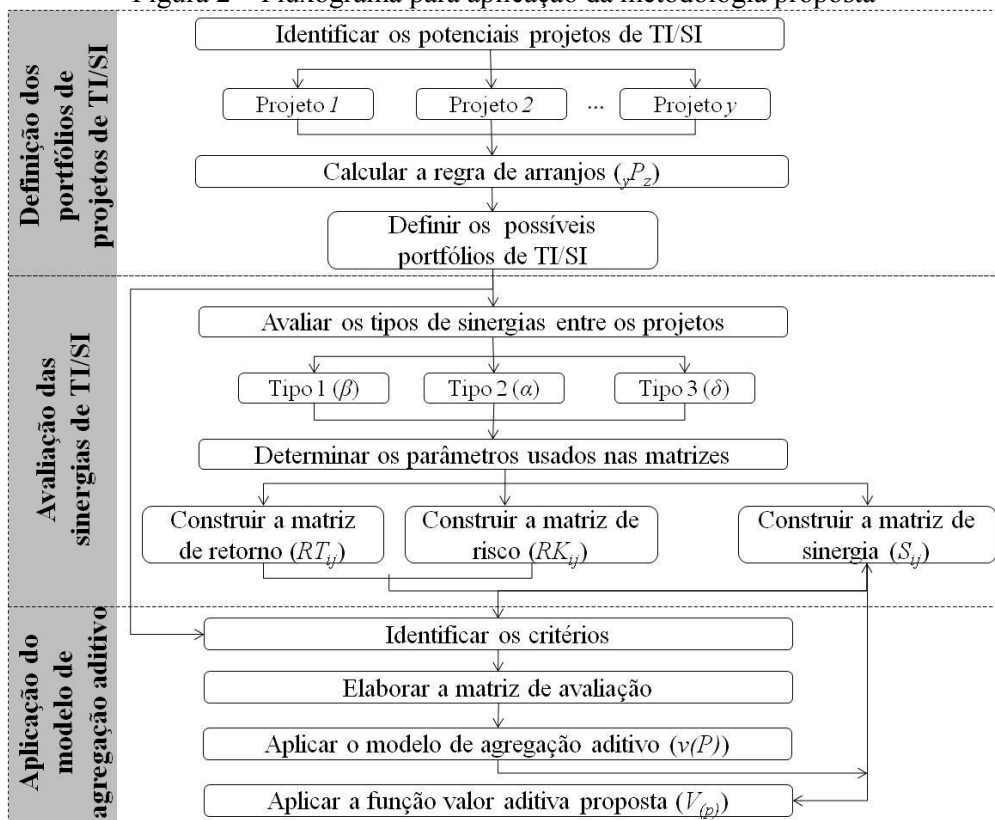 Figura 2 – Fluxograma para aplicação da metodologia proposta
Definição dos
portfólios de
projetos de TI/SI
Identificar os potenciais projetos de TI/SI
Projeto 1
Projeto 2
...
Projeto y
Calcular a regra de arranjos (yPz)
Definir os possíveis
portfólios de TI/SI
Avaliação das
sinergias de TI/SI
Avaliar os tipos de sinergias entre os projetos
Tipo 1 (β)
Tipo 2 (α)
Tipo 3 (δ)
Determinar os parâmetros usados nas matrizes
Construir a matriz
de retorno (RTij)
Construir a matriz de
risco (RKij)
Construir a matriz de
sinergia (Sij)
Aplicação do
modelo de
agregação aditivo
Identificar os critérios
Elaborar a matriz de avaliação
Aplicar o modelo de agregação aditivo (v(P))
Aplicar a função valor aditiva proposta (V(p))